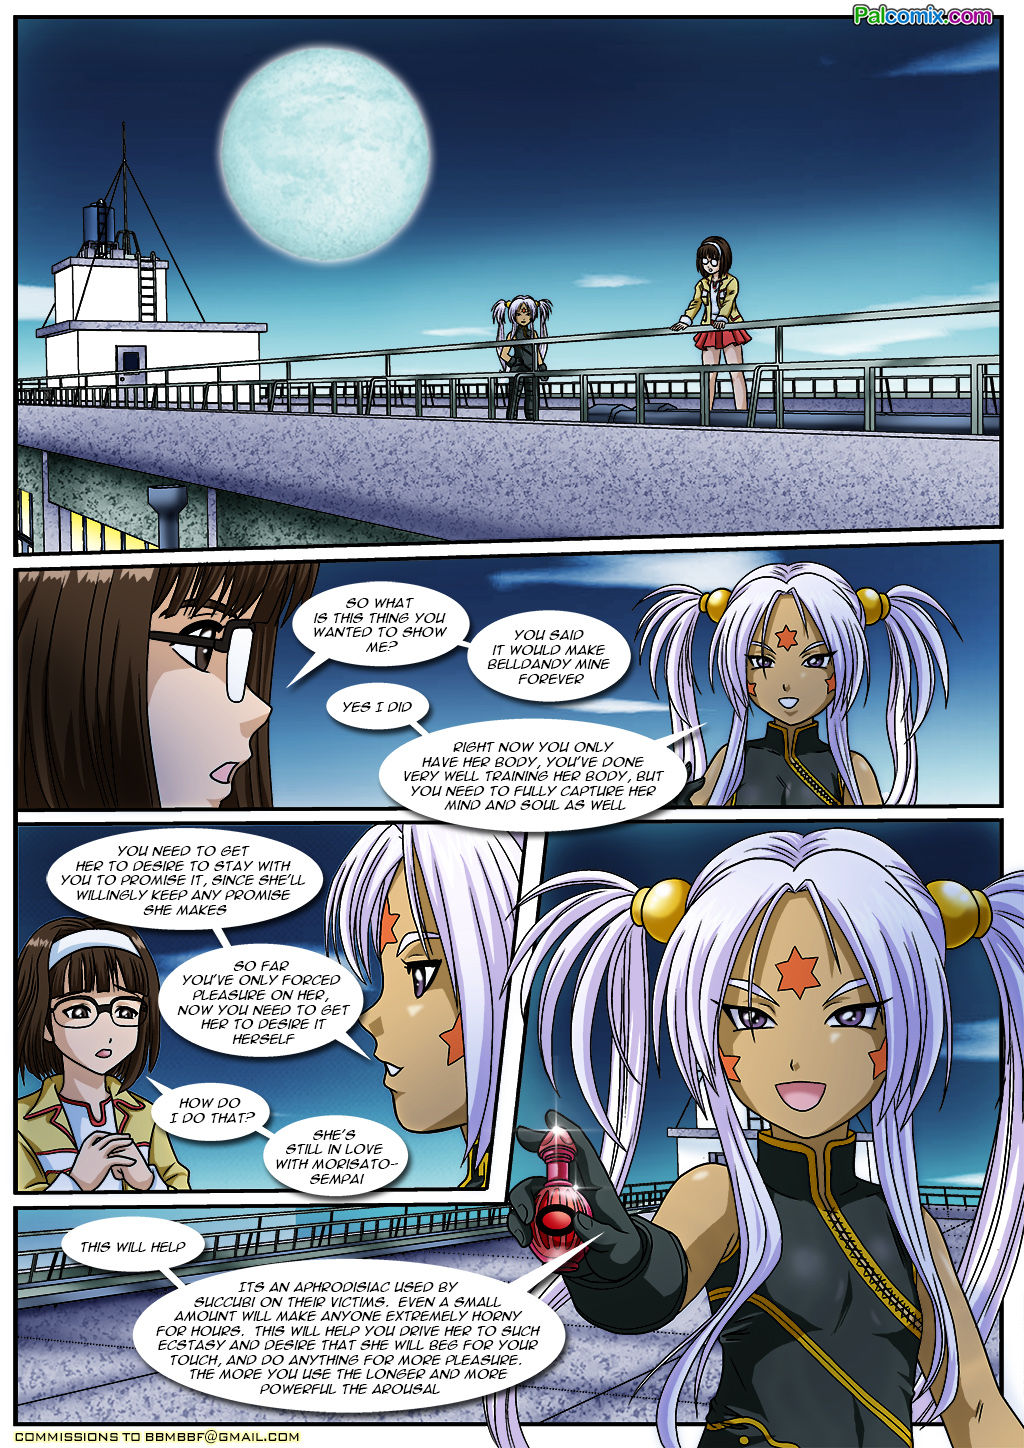 Palcomix.com
SO WHAT
IS THIS THING YOU
WANTED TO SHOW
ME?
YOU SAID
IT WOULD MAKE
BELLDANDY MINE
FOREVER
YES I DID
RIGHT NOW YOU ONLY
HAVE HER BODY, YOU'VE DONE
VERY WELL TRAINING HER BODY, BUT
YOU NEED TO FULLY CAPTURE HER
MIND AND SOUL AS WELL
YOU NEED TO GET
HER TO DESIRE TO STAY WITH
YOU TO PROMISE IT, SINCE SHE'LL
WILLINGLY KEEP ANY PROMISE
SHE MAKES
SO FAR
YOU'VE ONLY FORCED
PLEASURE ON HER,
NOW YOU NEED TO GET
HER TO DESIRE IT
HERSELF
HOW DO
I DO THAT?
SHE'S
STILL IN LOVE
WITH MORISATO-
SEMPAI
THIS WILL HELP
ITS AN APHRODISIAC USED BY
SUCCUBI ON THEIR VICTIMS. EVEN A SMALL
AMOUNT WILL MAKE ANYONE EXTREMELY HORNY
FOR HOURS. THIS WILL HELP YOU DRIVE HER TO SUCH
ECSTASY AND DESIRE THAT SHE WILL BEG FOR YOUR
TOUCH, AND DO ANYTHING FOR MORE PLEASURE.
THE MORE YOU USE THE LONGER AND MORE
POWERFUL THE AROUSAL
COMMISSIONS TO BBMBBF@GMAIL.COM